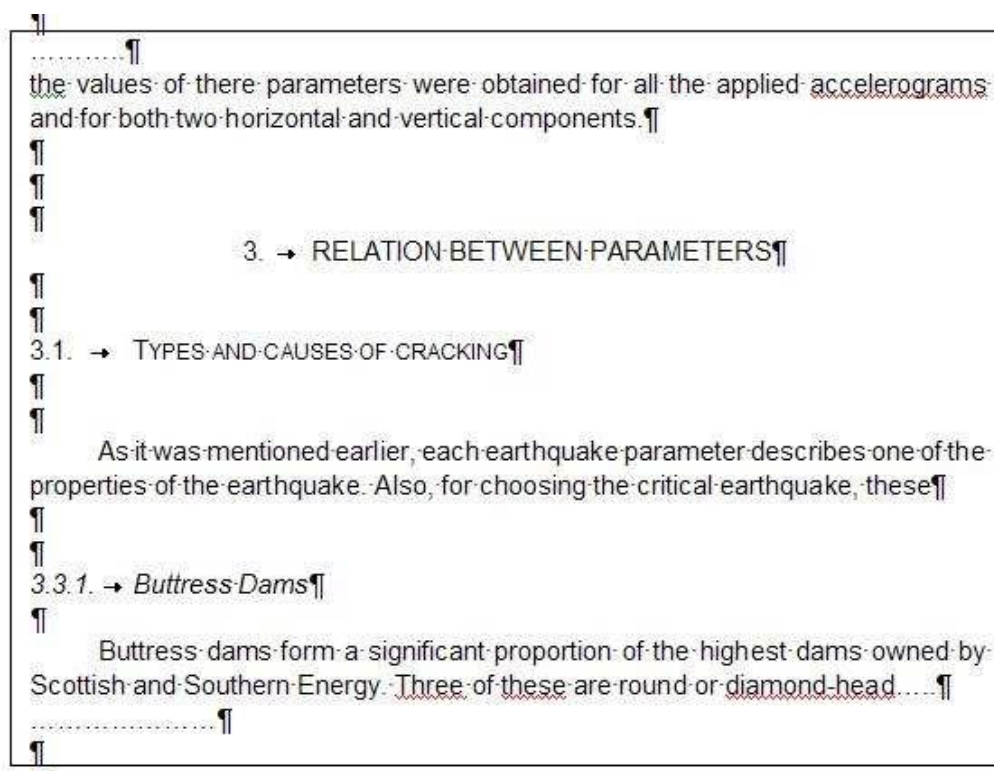 ¶
………..¶
the values of there parameters were obtained for all the applied accelerograms
and for both two horizontal and vertical components.¶
¶
¶
¶
3. → RELATION BETWEEN PARAMETERS¶
¶
¶
3.1. → TYPES AND CAUSES OF CRACKING¶
¶
¶
As it was mentioned earlier, each earthquake parameter describes one of the
properties of the earthquake. Also, for choosing the critical earthquake, these¶
¶
¶
3.3.1. → Buttress Dams¶
¶
Buttress dams form a significant proportion of the highest dams owned by
Scottish and Southern Energy. Three of these are round or diamond-head…..¶
…………………¶
¶